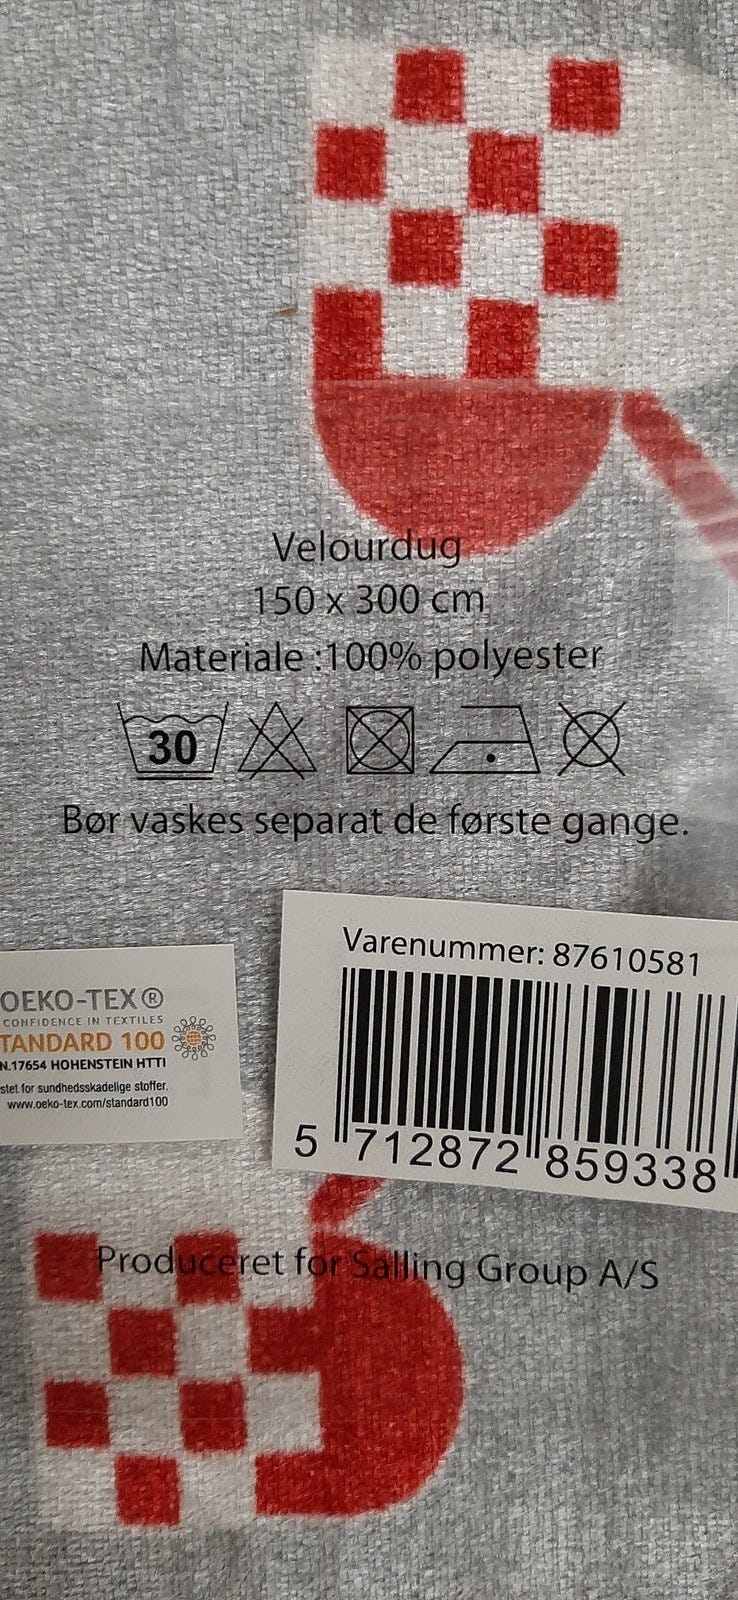 Velourdug
150 x 300 cm
Materiale :100% polyester
30
Bør vaskes separat de første gange.
OEKO-TEX®
CONFIDENCE IN TEXTILES
TANDARD 100
N.17654 HOHENSTEIN HTTI
stet for sundhedsskadelige stoffer.
www.oeko-tex.com/standard100
Varenummer: 87610581
5 712872 859338
Produceret for Salling Group A/S